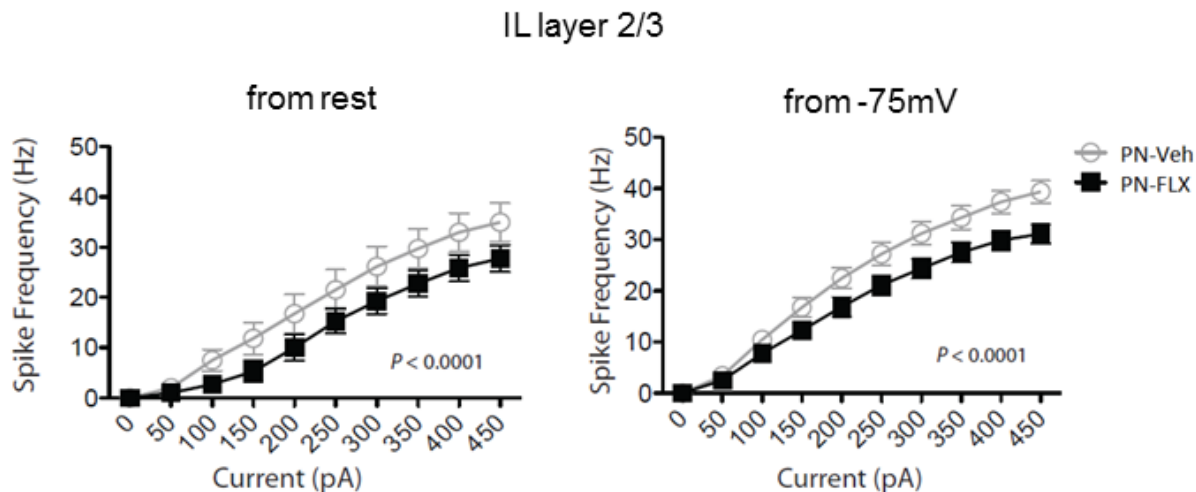 IL layer 2/3
from rest
Spike Frequency (Hz)
50
40
30
20
10
0
P < 0.0001
0 50 100 150 200 250 300 350 400 450
Current (pA)
from -75mV
Spike Frequency (Hz)
50
40
30
20
10
0
P < 0.0001
0 50 100 150 200 250 300 350 400 450
Current (pA)
PN-Veh
PN-FLX